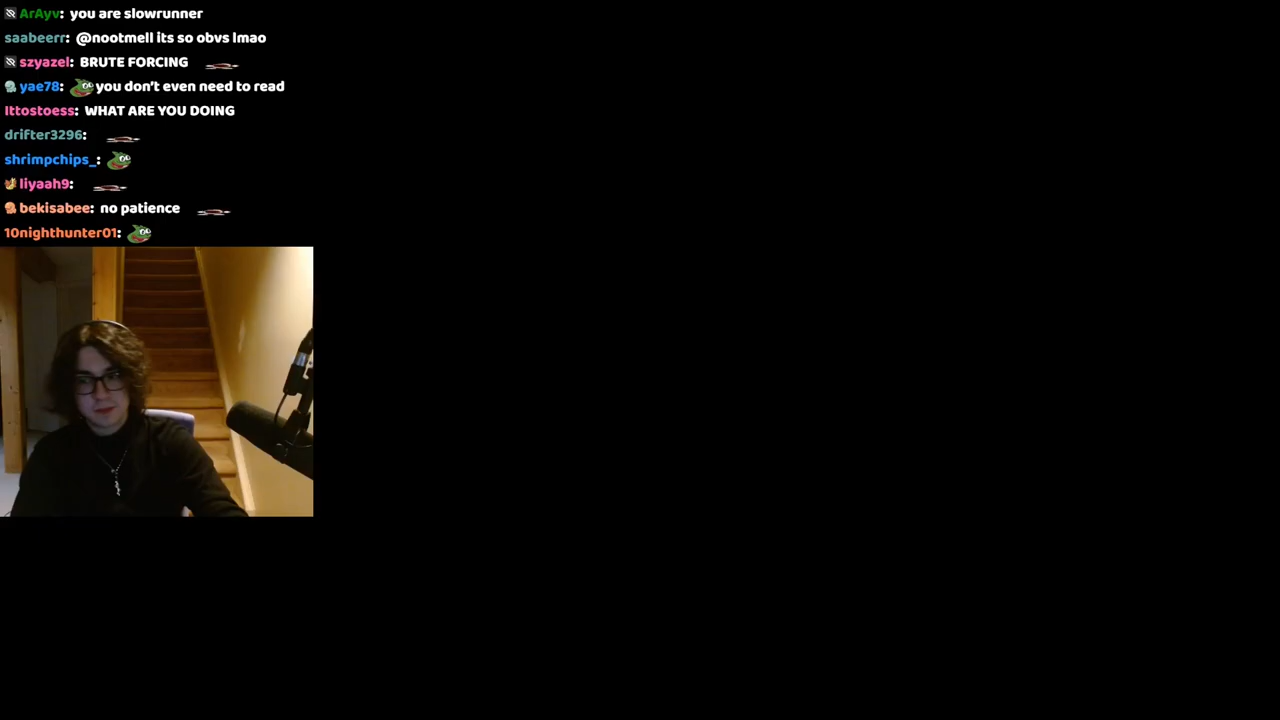 ArAyv: you are slowrunner
saabeerr: @nootmell its so obvs lmao
szyazel: BRUTE FORCING
yae78: you don't even need to read
Ittostoess: WHAT ARE YOU DOING
drifter3296:
shrimpchips_:
liyaah9:
bekisabee: no patience
10nighthunter01: